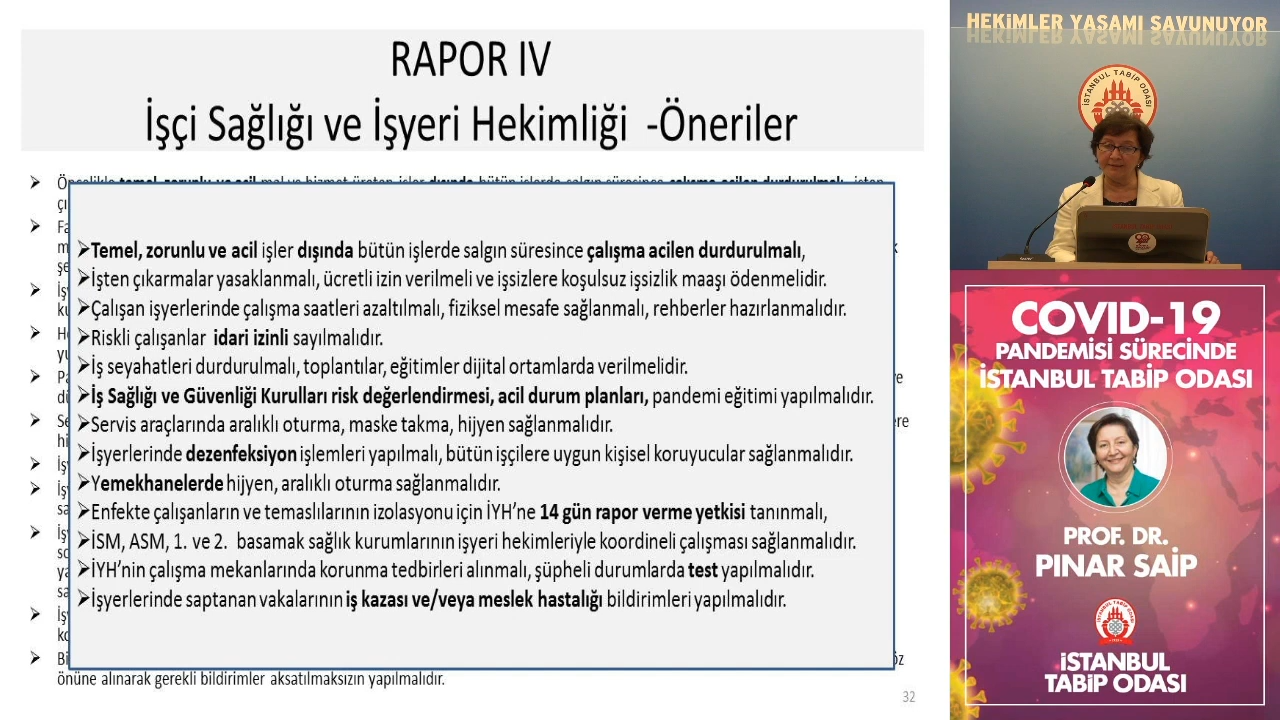 RAPOR IV
İşçi Sağlığı ve İşyeri Hekimliği -Öneriler
➢Temel, zorunlu ve acil işler dışında bütün işlerde salgın süresince çalışma acilen durdurulmalı,
➢İşten çıkarmalar yasaklanmalı, ücretli izin verilmeli ve işsizlere koşulsuz işsizlik maaşı ödenmelidir.
➢Çalışan işyerlerinde çalışma saatleri azaltılmalı, fiziksel mesafe sağlanmalı, rehberler hazırlanmalıdır.
➢Riskli çalışanlar idari izinli sayılmalıdır.
➢İş seyahatleri durdurulmalı, toplantılar, eğitimler dijital ortamlarda verilmelidir.
➢İş Sağlığı ve Güvenliği Kurulları risk değerlendirmesi, acil durum planları, pandemi eğitimi yapılmalıdır.
➢Servis araçlarında aralıklı oturma, maske takma, hijyen sağlanmalıdır.
➢İşyerlerinde dezenfeksiyon işlemleri yapılmalı, bütün işçilere uygun kişisel koruyucular sağlanmalıdır.
➢Yemekhanelerde hijyen, aralıklı oturma sağlanmalıdır.
➢Enfekte çalışanların ve temaslılarının izolasyonu için İYH’ne 14 gün rapor verme yetkisi tanınmalı,
➢İSM, ASM, 1. ve 2. basamak sağlık kurumlarının işyeri hekimleriyle koordineli çalışması sağlanmalıdır.
➢İYH’nin çalışma mekanlarında korunma tedbirleri alınmalı, şüpheli durumlarda test yapılmalıdır.
➢İşyerlerinde saptanan vakalarının iş kazası ve/veya meslek hastalığı bildirimleri yapılmalıdır.
önüne alınarak gerekli bildirimler aksatılmaksızın yapılmalıdır.
32
HEKİMLER YAŞAMI SAVUNUYOR
İSTANBUL TABİP ODASI
COVID-19
PANDEMİSİ SÜRECİNDE
İSTANBUL TABİP ODASI
PROF. DR.
PINAR SAİP
İSTANBUL
TABİP ODASI